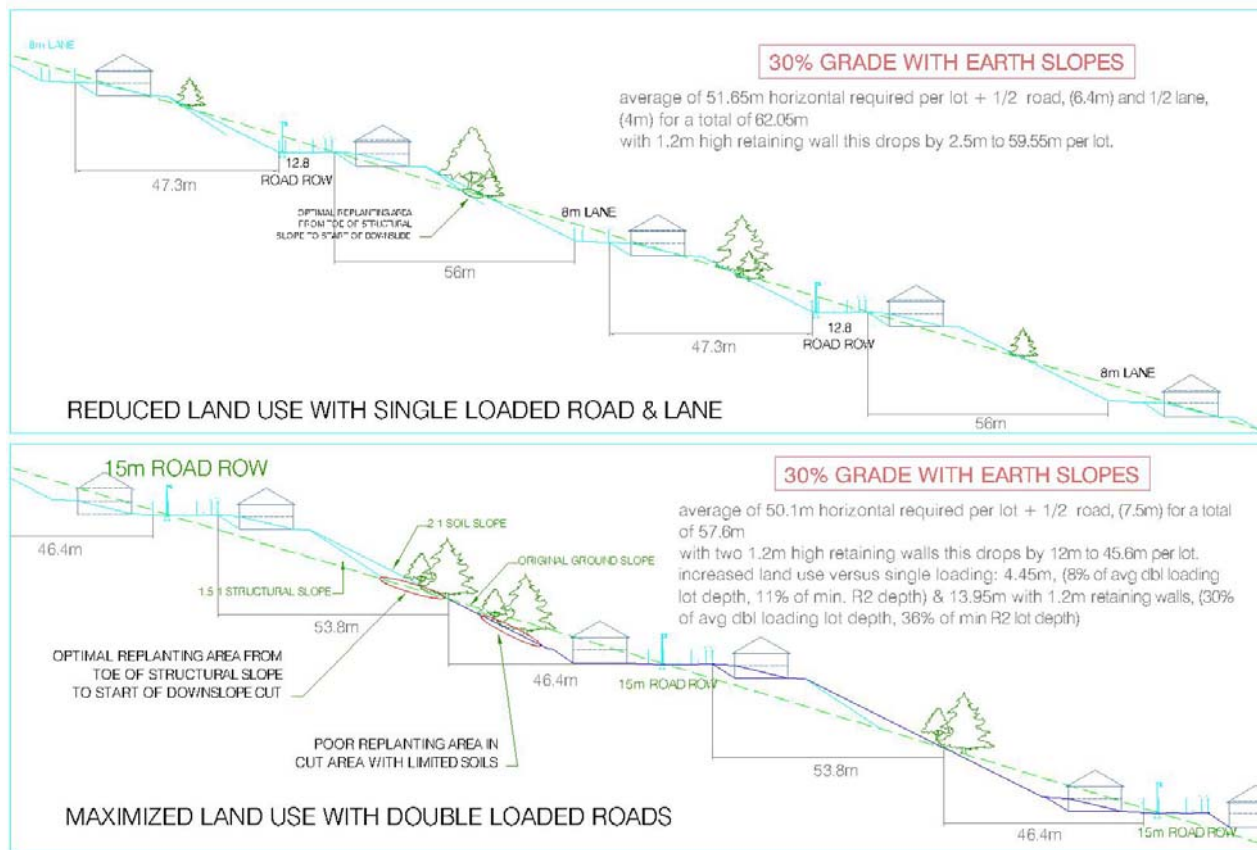 8m LANE
30% GRADE WITH EARTH SLOPES
average of 51.65m horizontal required per lot + 1/2 road, (6.4m) and 1/2 lane,
(4m) for a total of 62.05m
with 1.2m high retaining wall this drops by 2.5m to 59.55m per lot.
47.3m
12.8
ROAD ROW
OPTIMAL REPLANTING AREA
FROM TOE OF STRUCTURAL
SLOPE TO START OF DOWNSLIDE
8m LANE
56m
47.3m
12.8
ROAD ROW
8m LANE
56m
REDUCED LAND USE WITH SINGLE LOADED ROAD & LANE
15m ROAD ROW
30% GRADE WITH EARTH SLOPES
average of 50.1m horizontal required per lot + 1/2 road, (7.5m) for a total
of 57.6m
with two 1.2m high retaining walls this drops by 12m to 45.6m per lot.
increased land use versus single loading: 4.45m, (8% of avg dbl loading
lot depth, 11% of min. R2 depth) & 13.95m with 1.2m retaining walls, (30%
of avg dbl loading lot depth, 36% of min R2 lot depth)
46.4m
2 1 SOIL SLOPE
ORIGINAL GROUND SLOPE
1.5 1 STRUCTURAL SLOPE
53.8m
OPTIMAL REPLANTING AREA FROM
TOE OF STRUCTURAL SLOPE
TO START OF DOWNSLOPE CUT
46.4m
15m ROAD ROW
POOR REPLANTING AREA IN
CUT AREA WITH LIMITED SOILS
53.8m
46.4m
15m ROAD ROW
MAXIMIZED LAND USE WITH DOUBLE LOADED ROADS